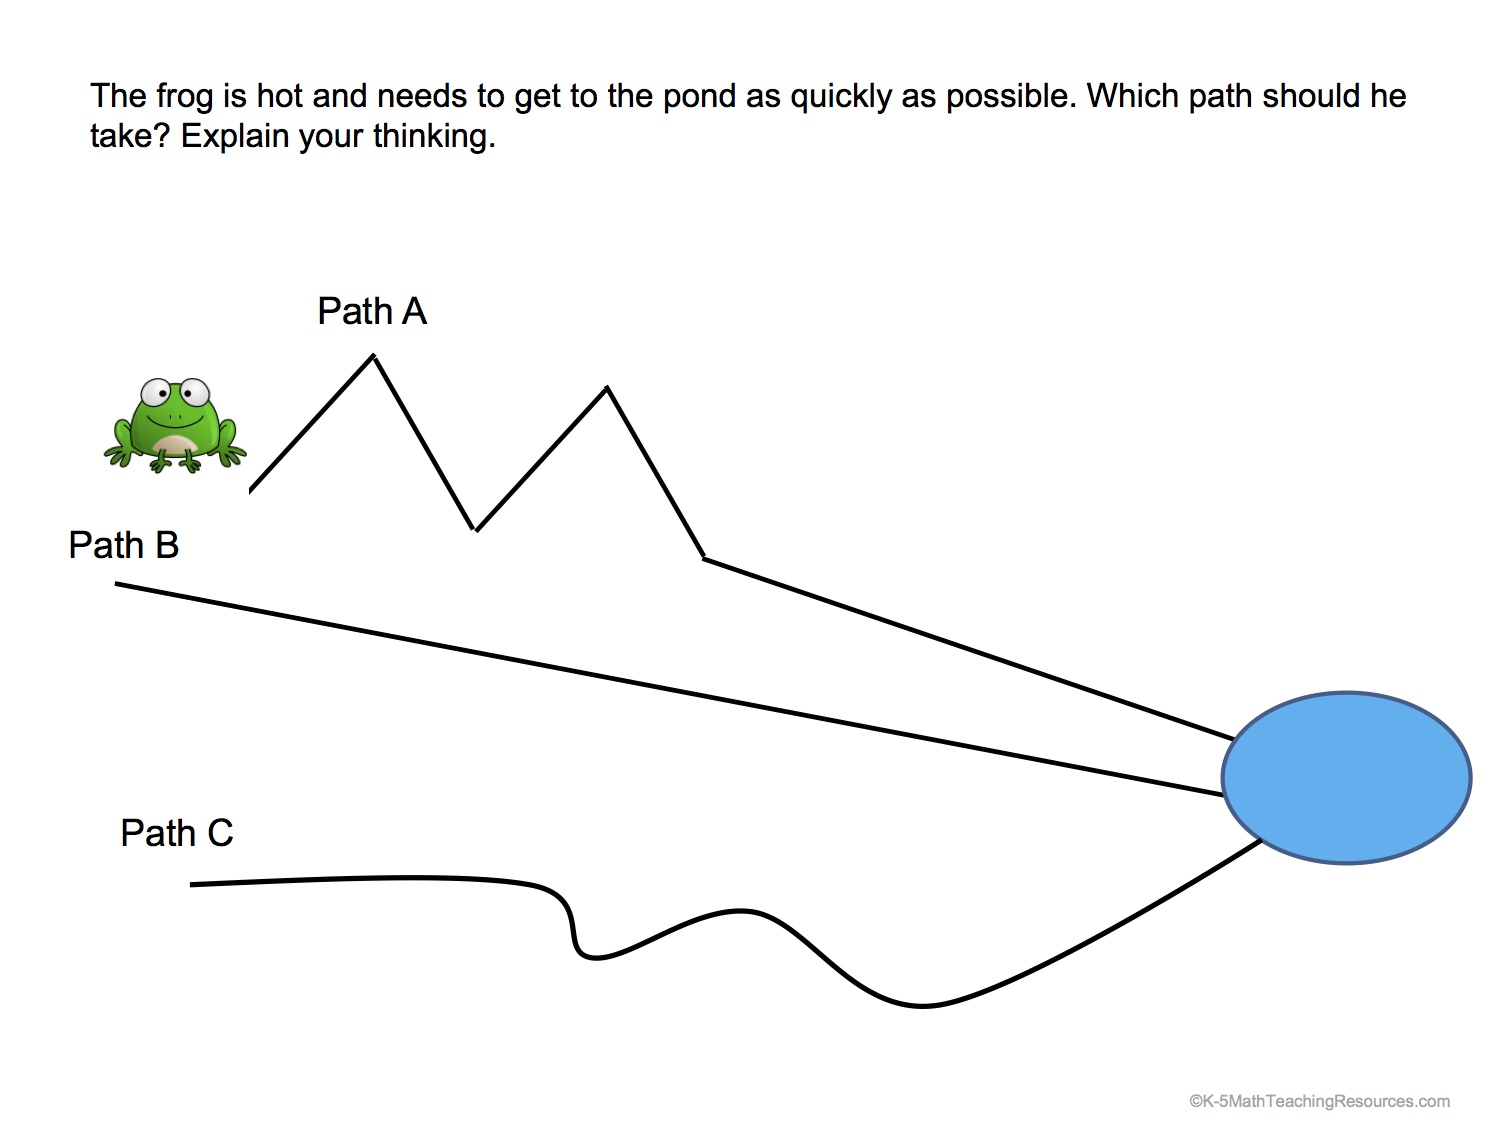 The frog is hot and needs to get to the pond as quickly as possible. Which path should he
take? Explain your thinking.
Path A
Path B
Path C
©K-5MathTeachingResources.com